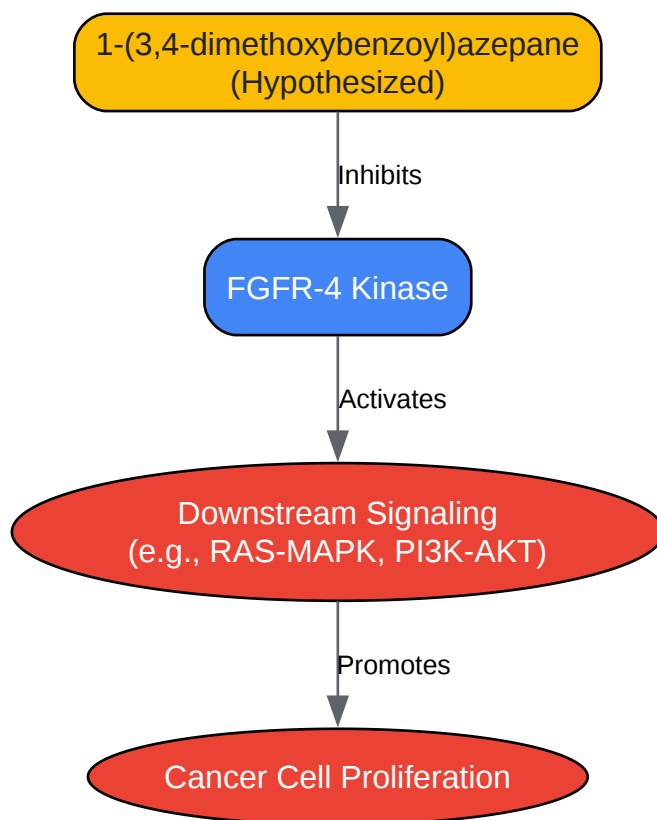 1-(3,4-dimethoxybenzoyl)azepane
(Hypothesized)
Inhibits
FGFR-4 Kinase
Activates
Downstream Signaling
(e.g., RAS-MAPK, PI3K-AKT)
Promotes
Cancer Cell Proliferation